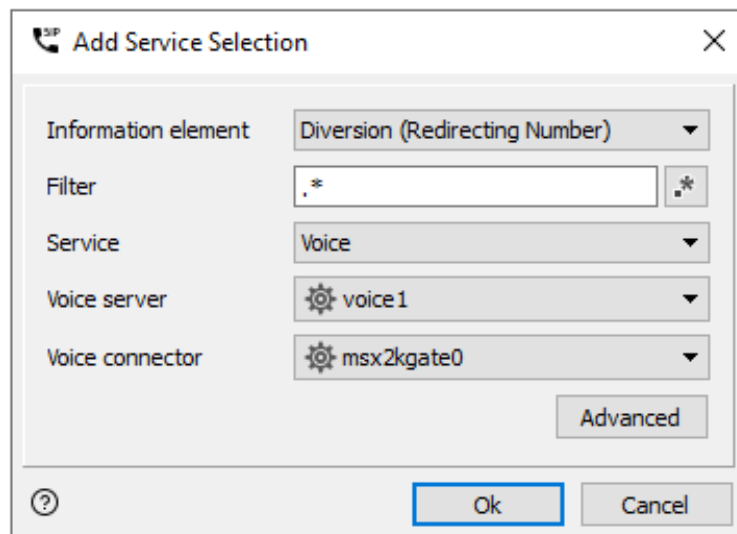 SIP Add Service Selection
Information element Diversion (Redirecting Number)
Filter .* .*
Service Voice
Voice server voice1
Voice connector msx2kgate0
Advanced
Ok Cancel